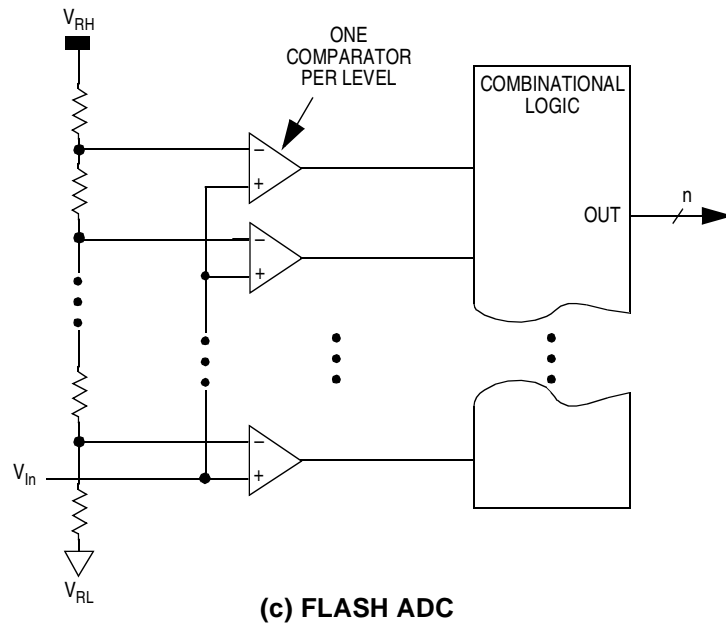 V_RH
ONE
COMPARATOR
PER LEVEL
COMBINATIONAL
LOGIC
−
+
−
+
OUT
n
−
+
V_In
V_RL
(c) FLASH ADC